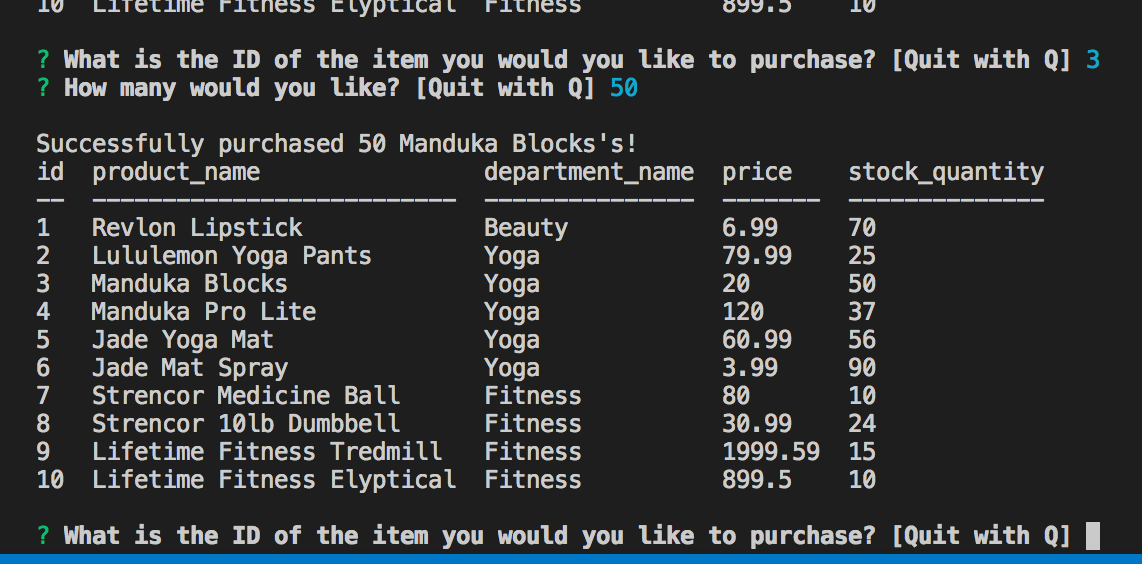 10  Lifetime Fitness Elyptical  Fitness          899.5    10
? What is the ID of the item you would you like to purchase? [Quit with Q] 3
? How many would you like? [Quit with Q] 50
Successfully purchased 50 Manduka Blocks's!
id  product_name                department_name  price    stock_quantity
--  --------------------------  ---------------  -------  --------------
1   Revlon Lipstick             Beauty           6.99     70
2   Lululemon Yoga Pants        Yoga             79.99    25
3   Manduka Blocks              Yoga             20       50
4   Manduka Pro Lite            Yoga             120      37
5   Jade Yoga Mat               Yoga             60.99    56
6   Jade Mat Spray              Yoga             3.99     90
7   Strencor Medicine Ball      Fitness          80       10
8   Strencor 10lb Dumbbell      Fitness          30.99    24
9   Lifetime Fitness Tredmill   Fitness          1999.59  15
10  Lifetime Fitness Elyptical  Fitness          899.5    10
? What is the ID of the item you would you like to purchase? [Quit with Q]